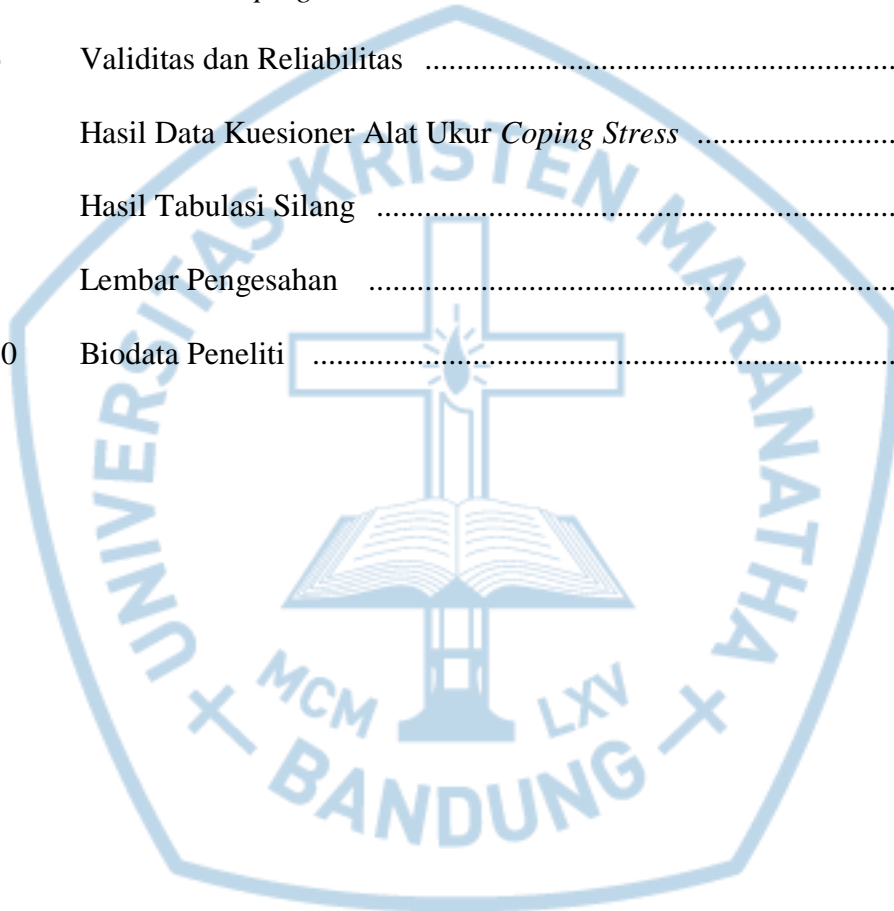 Validitas dan Reliabilitas ................................................................
Hasil Data Kuesioner Alat Ukur Coping Stress ..........................
Hasil Tabulasi Silang ......................................................................
Lembar Pengesahan .......................................................................
0 Biodata Peneliti ..............................................................................
UNIVERSITAS KRISTEN MARANATHA
MCM LXV
BANDUNG